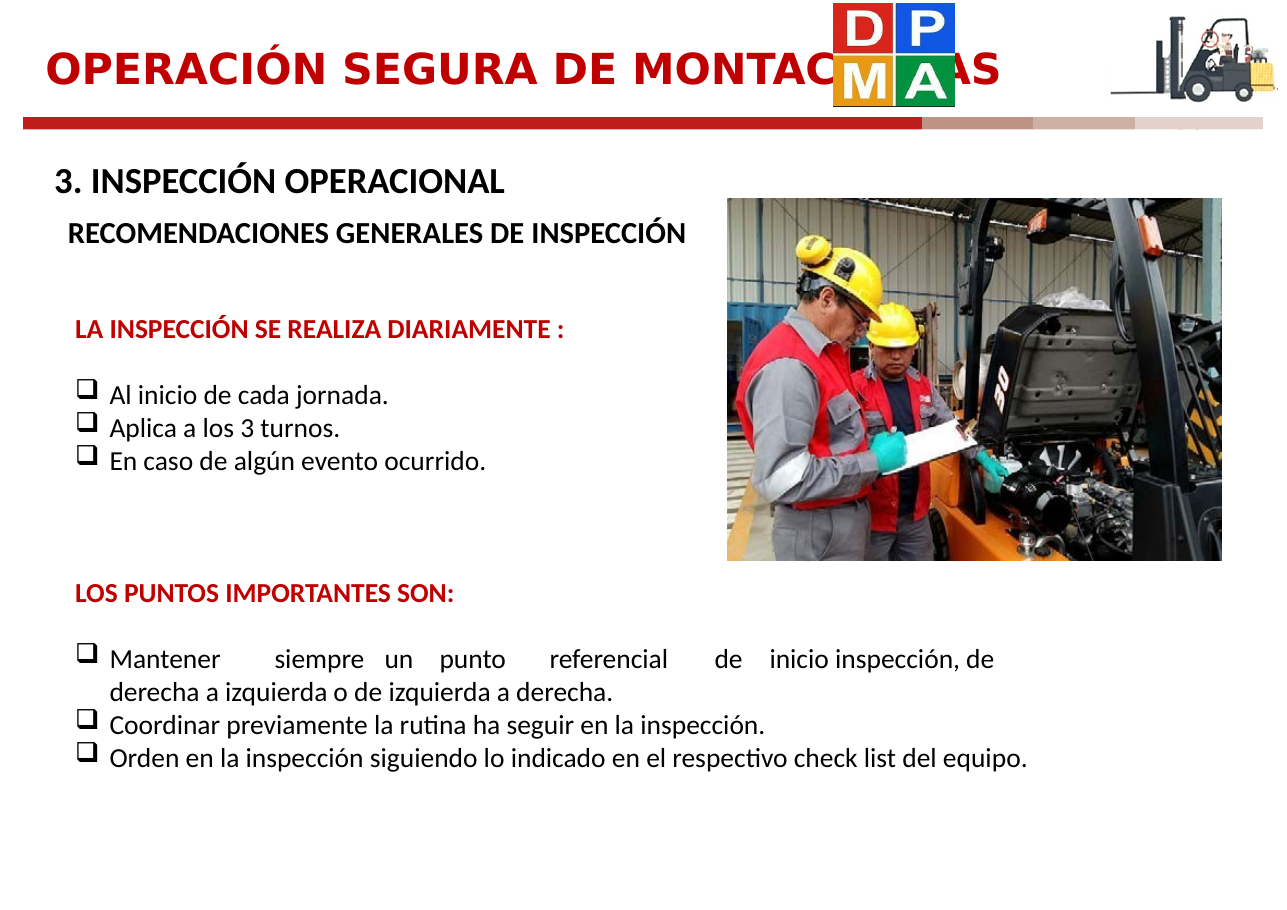 OPERACIÓN SEGURA DE MONTAC AS
D P
M A
3. INSPECCIÓN OPERACIONAL
RECOMENDACIONES GENERALES DE INSPECCIÓN
LA INSPECCIÓN SE REALIZA DIARIAMENTE :
Al inicio de cada jornada.
Aplica a los 3 turnos.
En caso de algún evento ocurrido.
30
LOS PUNTOS IMPORTANTES SON:
Mantener siempre un punto referencial de inicio inspección, de
derecha a izquierda o de izquierda a derecha.
Coordinar previamente la rutina ha seguir en la inspección.
Orden en la inspección siguiendo lo indicado en el respectivo check list del equipo.